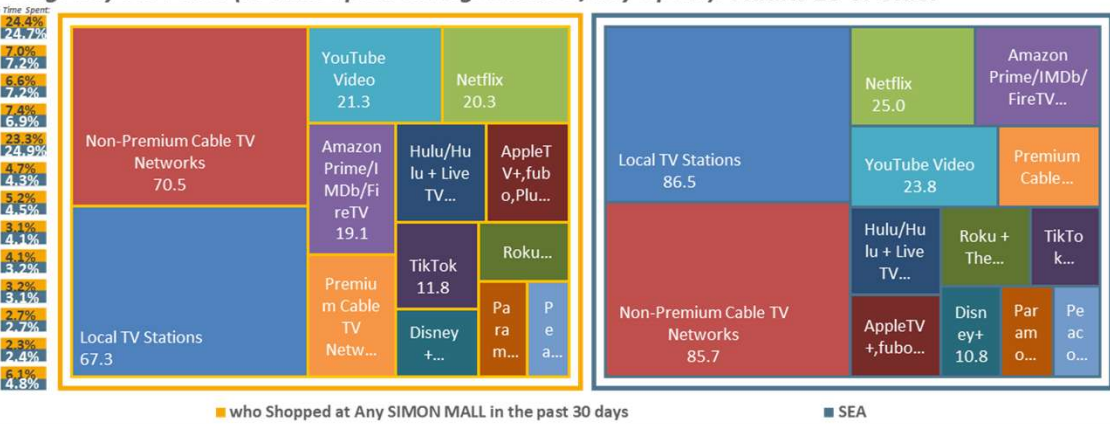 Time Spent:
24.4%
24.7%
7.0%
7.2%
6.6%
7.2%
7.4%
6.9%
23.3%
24.9%
4.7%
4.3%
5.2%
4.5%
3.1%
4.1%
4.1%
3.2%
3.2%
3.1%
2.7%
2.7%
2.3%
2.4%
6.1%
4.8%
Non-Premium Cable TV
Networks
70.5
Local TV Stations
67.3
YouTube
Video
21.3
Netflix
20.3
Amazon
Prime/I
MDb/Fi
reTV
19.1
Hulu/Hu
lu + Live
TV...
AppleT
V+,fub
o,Plu...
Premiu
m Cable
TV
Netw...
TikTok
11.8
Roku...
Disney
+...
Pa
ra
m...
P
e
a...
Local TV Stations
86.5
Non-Premium Cable TV
Networks
85.7
Netflix
25.0
Amazon
Prime/IMDb/
FireTV...
YouTube Video
23.8
Premium
Cable...
Hulu/Hu
lu + Live
TV...
Roku +
The...
TikTo
k...
AppleTV
+,fubo...
Disn
ey+
10.8
Par
am
o...
Pe
ac
o...
who Shopped at Any SIMON MALL in the past 30 days
SEA